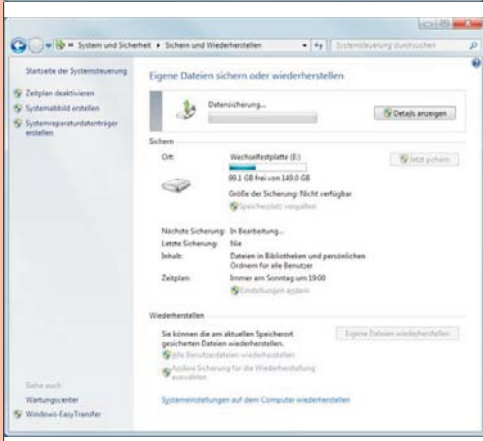 System und Sicherheit ▸ Sichern und Wiederherstellen
Systemsteuerung durchsuchen
Startseite der Systemsteuerung
Zeitplan deaktivieren
Systemabbild erstellen
Systemreparaturdatenträger
erstellen
Eigene Dateien sichern oder wiederherstellen
Datensicherung...
Details anzeigen
Sichern
Ort: Wechselfestplatte (E:)
Jetzt sichern
99,1 GB frei von 149,0 GB
Größe der Sicherung: Nicht verfügbar
Speicherplatz verwalten
Nächste Sicherung: In Bearbeitung...
Letzte Sicherung: Nie
Inhalt: Dateien in Bibliotheken und persönlichen
Ordnern für alle Benutzer
Zeitplan: Immer am Sonntag um 19:00
Einstellungen ändern
Wiederherstellen
Sie können die am aktuellen Speicherort
gesicherten Dateien wiederherstellen.
Eigene Dateien wiederherstellen
Alle Benutzerdateien wiederherstellen
Andere Sicherung für die Wiederherstellung
auswählen
Systemeinstellungen auf dem Computer wiederherstellen
Siehe auch
Wartungscenter
Windows-EasyTransfer